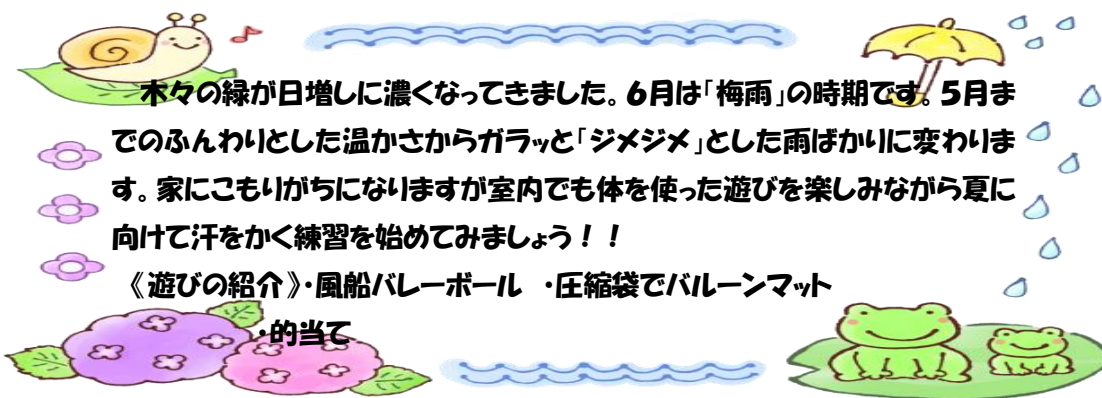 木々の緑が日増しに濃くなってきました。6月は「梅雨」の時期です。5月ま
でのふんわりとした温かさからガラッと「ジメジメ」とした雨ばかりに変わりま
す。家にこもりがちになりますが室内でも体を使った遊びを楽しみながら夏に
向けて汗をかく練習を始めてみましょう！！
《遊びの紹介》・風船バレーボール　・圧縮袋でバルーンマット
・的当て